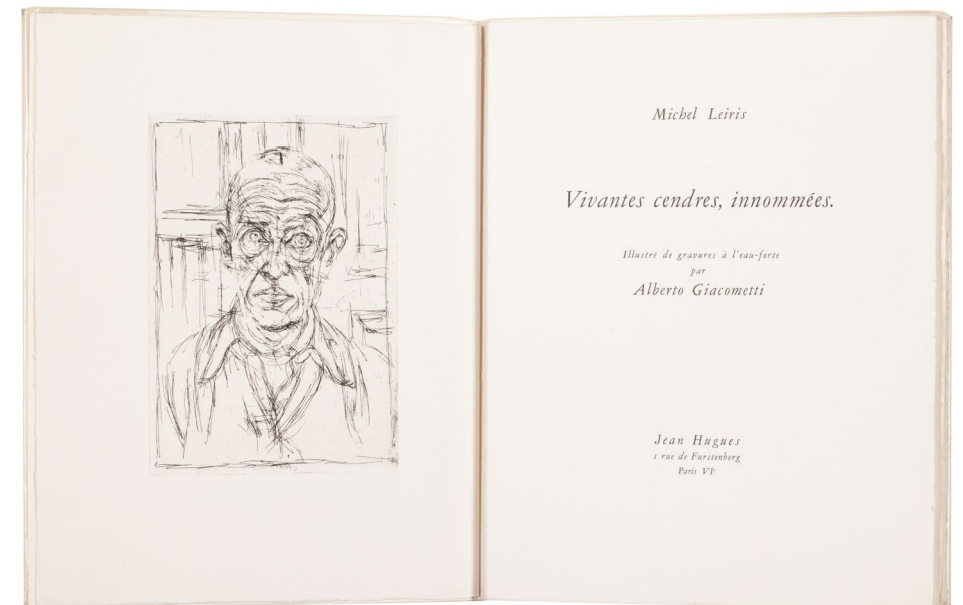 Michel Leiris
Vivantes cendres, innommées.
Illustré de gravures à l'eau-forte
par
Alberto Giacometti
Jean Hugues
1 rue de Furstenberg
Paris VIᵉ